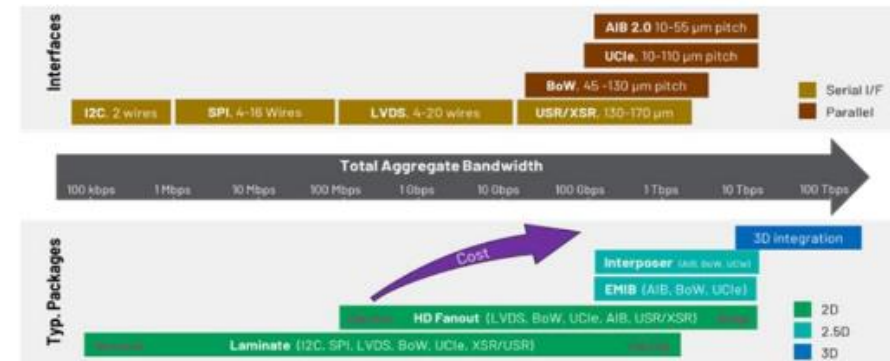 Interfaces
AIB 2.0 10-55 µm pitch
UCIe, 10-110 µm pitch
BoW, 45 -130 µm pitch
I2C, 2 wires
SPI, 4-16 Wires
LVDS, 4-20 wires
USR/XSR, 130-170 µm
Serial I/F
Parallel
Total Aggregate Bandwidth
100 kbps 1 Mbps 10 Mbps 100 Mbps 1 Gbps 10 Gbps 100 Gbps 1 Tbps 10 Tbps 100 Tbps
Typ. Packages
Cost
3D integration
Interposer (AIB, BoW, UCIe)
EMIB (AIB, BoW, UCIe)
HD Fanout (LVDS, BoW, UCIe, AIB, USR/XSR)
Laminate (I2C, SPI, LVDS, BoW, UCIe, XSR/USR)
2D
2.5D
3D